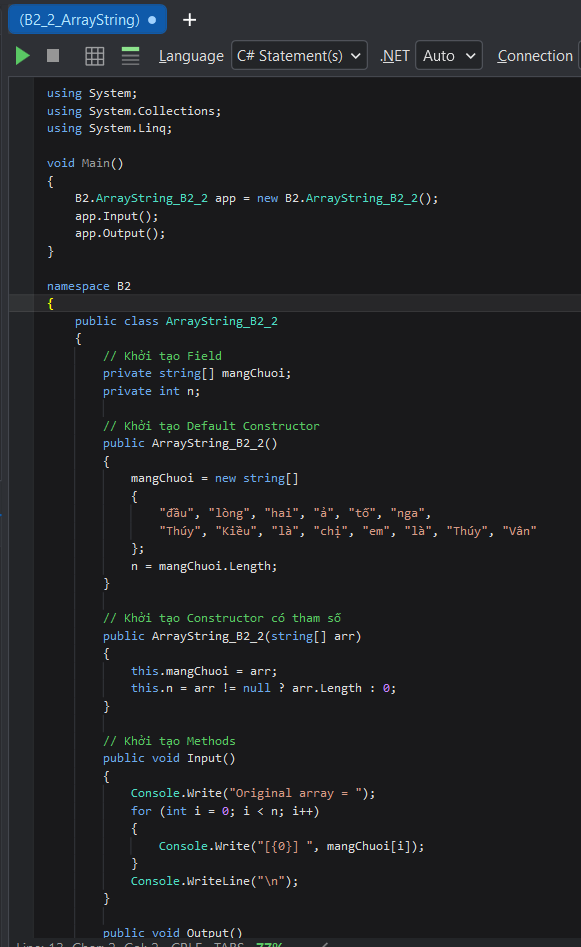 (B2_2_ArrayString)
Language C# Statement(s) .NET Auto Connection
using System;
using System.Collections;
using System.Linq;
void Main()
{
B2.ArrayString_B2_2 app = new B2.ArrayString_B2_2();
app.Input();
app.Output();
}
namespace B2
{
public class ArrayString_B2_2
{
// Khởi tạo Field
private string[] mangChuoi;
private int n;
// Khởi tạo Default Constructor
public ArrayString_B2_2()
{
mangChuoi = new string[]
{
"đầu", "lòng", "hai", "ả", "tố", "nga",
"Thúy", "Kiều", "là", "chị", "em", "là", "Thúy", "Vân"
};
n = mangChuoi.Length;
}
// Khởi tạo Constructor có tham số
public ArrayString_B2_2(string[] arr)
{
this.mangChuoi = arr;
this.n = arr != null ? arr.Length : 0;
}
// Khởi tạo Methods
public void Input()
{
Console.Write("Original array = ");
for (int i = 0; i < n; i++)
{
Console.Write("[{0}] ", mangChuoi[i]);
}
Console.WriteLine("\n");
}
public void Output()